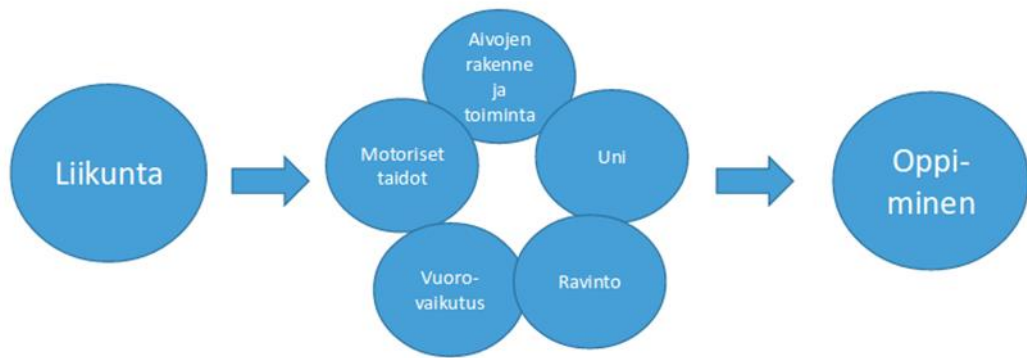 Liikunta
Aivojen
rakenne
ja
toiminta
Motoriset
taidot
Uni
Vuoro-
vaikutus
Ravinto
Oppi-
minen